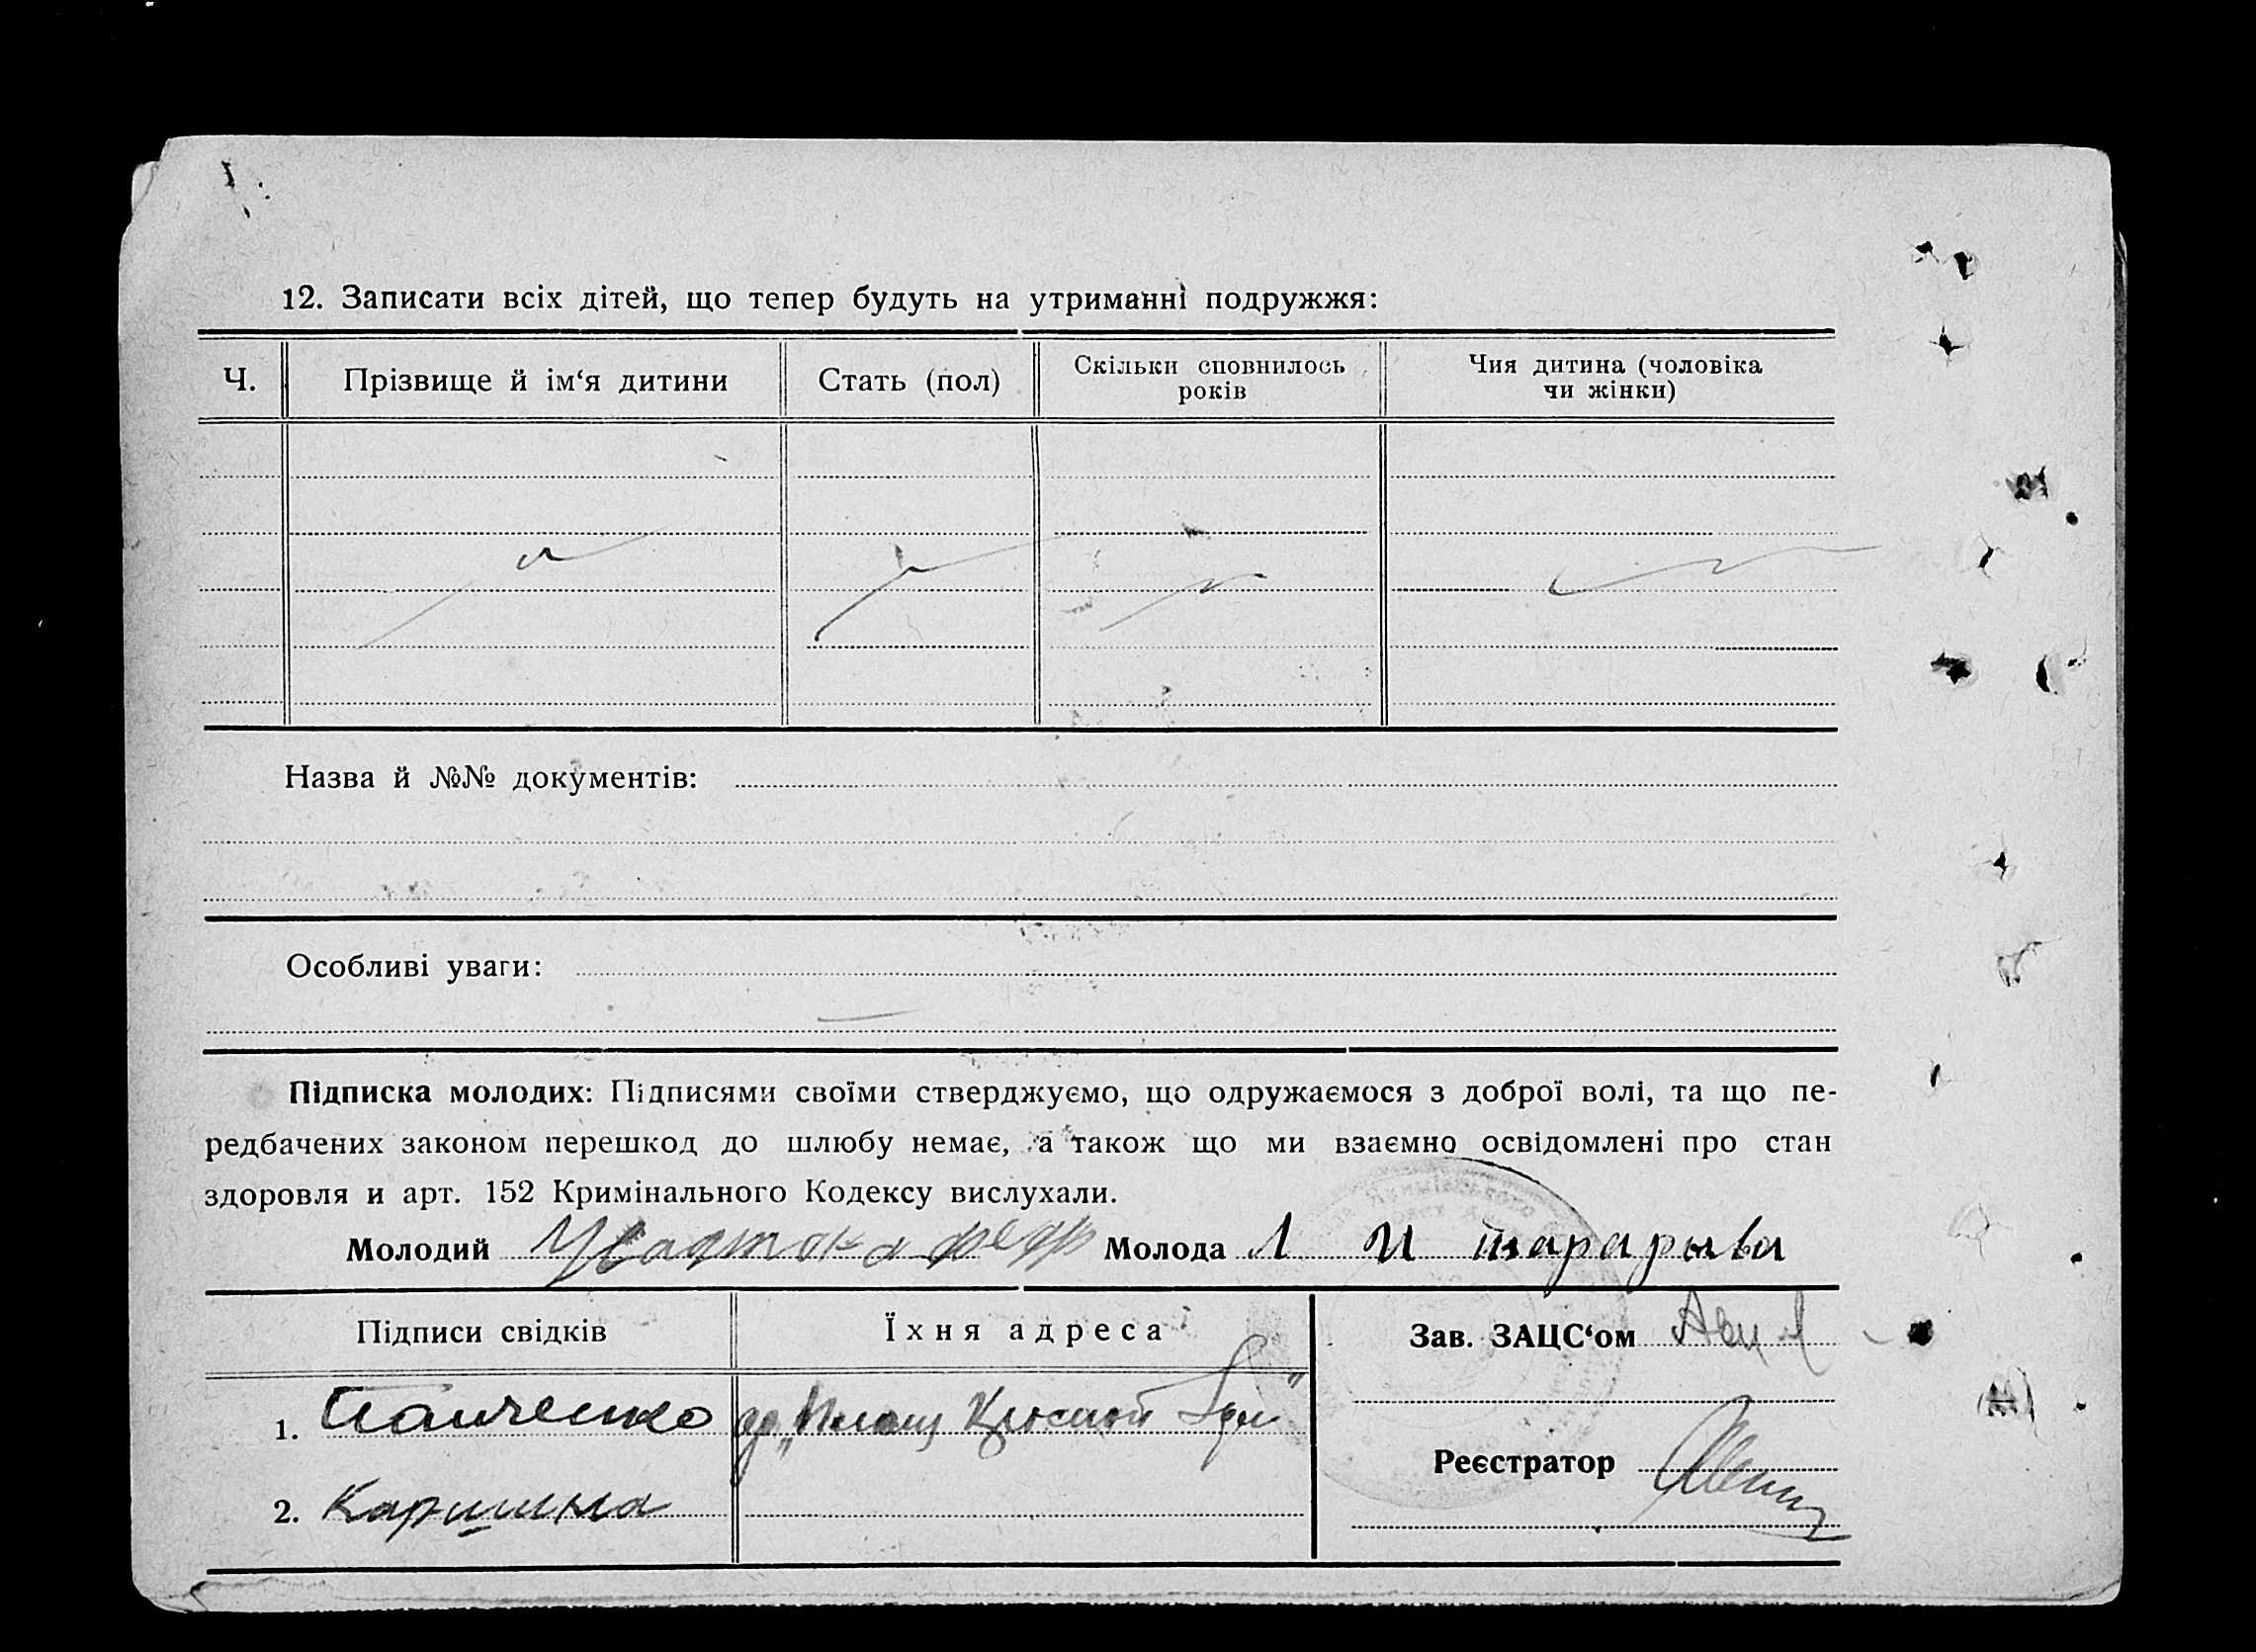 12. Записати всіх дітей, що тепер будуть на утриманні подружжя:
Ч. Прізвище й ім‘я дитини Стать (пол) Скільки сповнилось років Чия дитина (чоловіка чи жінки)
Назва й №№ документів:
Особливі уваги:
Підписка молодих: Підписями своїми стверджуємо, що одружаємося з доброї волі, та що пе-
редбачених законом перешкод до шлюбу немає, а також що ми взаємно освідомлені про стан
здоровля и арт. 152 Кримінального Кодексу вислухали.
Молодий Молода
Підписи свідків Їхня адреса Зав. ЗАЦС‘ом
1. Панченко
Реєстратор
2. Каришна